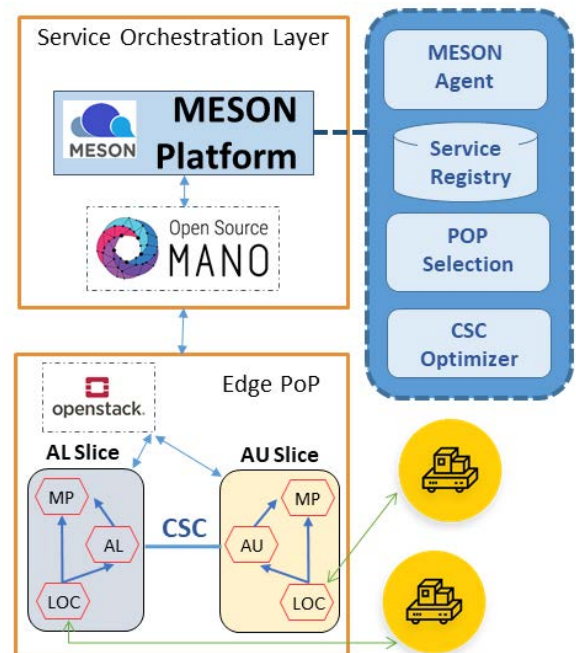 Service Orchestration Layer
MESON
MESON
Platform
Open Source
MANO
MESON
Agent
Service
Registry
POP
Selection
CSC
Optimizer
Edge PoP
openstack.
AL Slice
AU Slice
MP
AL
LOC
CSC
MP
AU
LOC